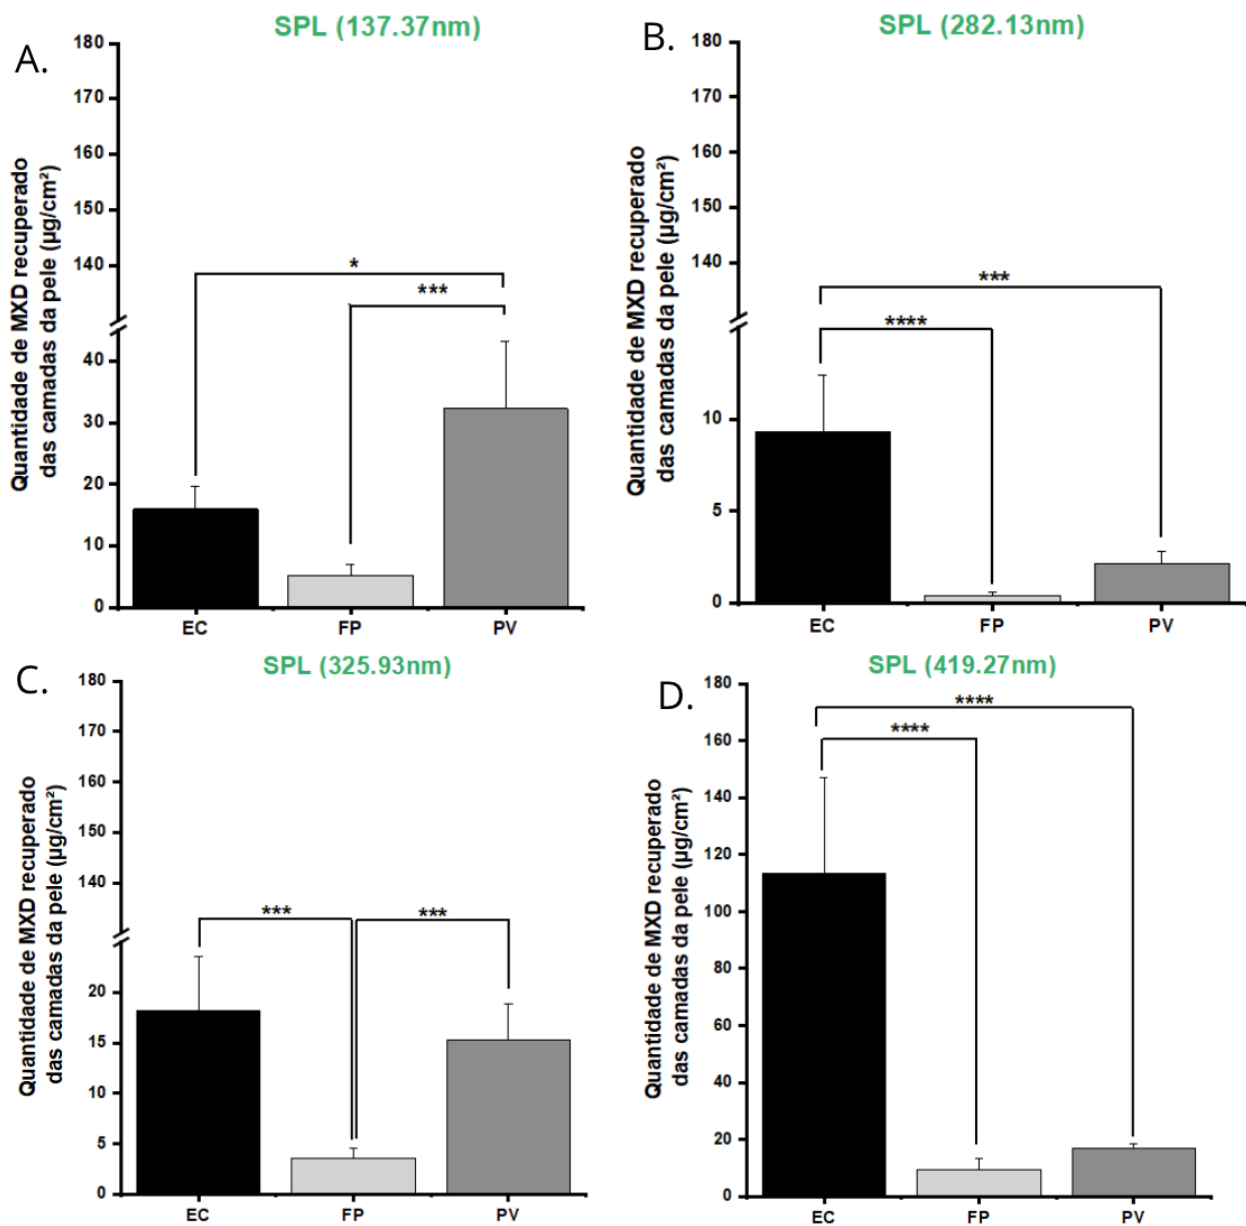 A.
SPL (137.37nm)
Quantidade de MXD recuperado
das camadas da pele (µg/cm²)
180
170
160
150
140
40
30
20
10
0
*
***
EC FP PV
B.
SPL (282.13nm)
Quantidade de MXD recuperado
das camadas da pele (µg/cm²)
180
170
160
150
140
10
5
0
***
****
EC FP PV
C.
SPL (325.93nm)
Quantidade de MXD recuperado
das camadas da pele (µg/cm²)
180
170
160
150
140
20
15
10
5
0
*** ***
EC FP PV
D.
SPL (419.27nm)
Quantidade de MXD recuperado
das camadas da pele (µg/cm²)
180
160
140
120
100
80
60
40
20
0
****
****
EC FP PV